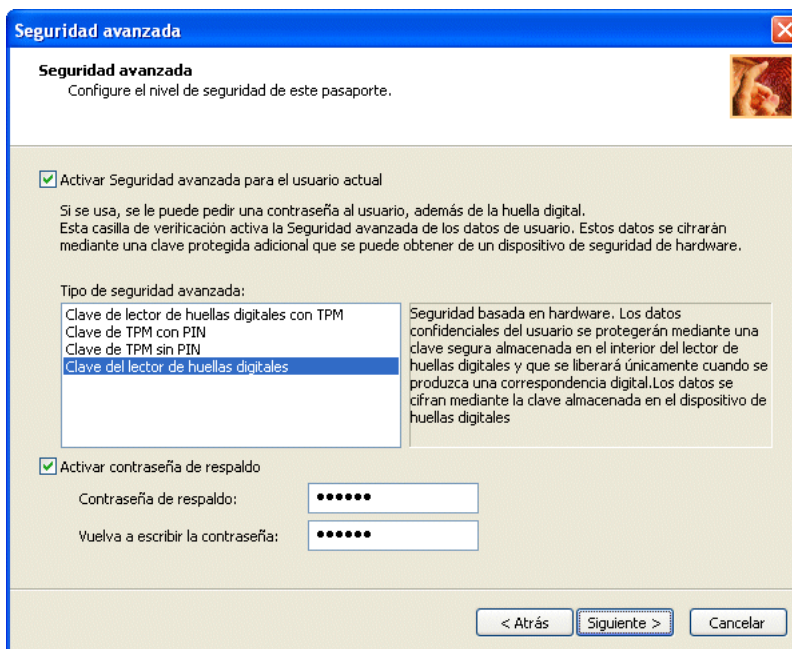 Seguridad avanzada
Seguridad avanzada
Configure el nivel de seguridad de este pasaporte.
Activar Seguridad avanzada para el usuario actual
Si se usa, se le puede pedir una contraseña al usuario, además de la huella digital.
Esta casilla de verificación activa la Seguridad avanzada de los datos de usuario. Estos datos se cifrarán
mediante una clave protegida adicional que se puede obtener de un dispositivo de seguridad de hardware.
Tipo de seguridad avanzada:
Clave de lector de huellas digitales con TPM
Clave de TPM con PIN
Clave de TPM sin PIN
Clave del lector de huellas digitales
Seguridad basada en hardware. Los datos
confidenciales del usuario se protegerán mediante una
clave segura almacenada en el interior del lector de
huellas digitales y que se liberará únicamente cuando se
produzca una correspondencia digital.Los datos se
cifran mediante la clave almacenada en el dispositivo de
huellas digitales
Activar contraseña de respaldo
Contraseña de respaldo: ••••••
Vuelva a escribir la contraseña: ••••••
< Atrás Siguiente > Cancelar